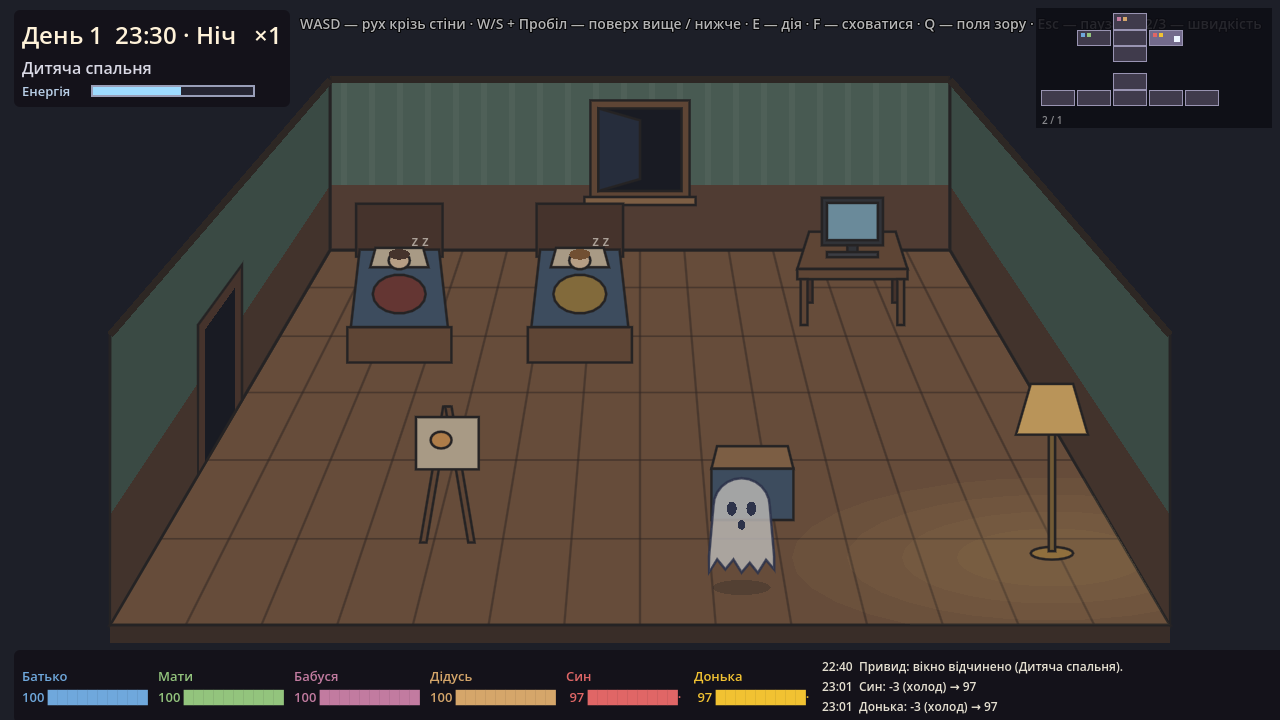 День 1 23:30 · Ніч ×1
Дитяча спальня
Енергія
WASD — рух крізь стіни · W/S + Пробіл — поверх вище / нижче · E — дія · F — сховатися · Q — поля зору · Esc — пауза 2/3 — швидкість
2 / 1
z z
z z
Батько
100
Мати
100
Бабуся
100
Дідусь
100
Син
97
Донька
97
22:40 Привид: вікно відчинено (Дитяча спальня).
23:01 Син: -3 (холод) → 97
23:01 Донька: -3 (холод) → 97